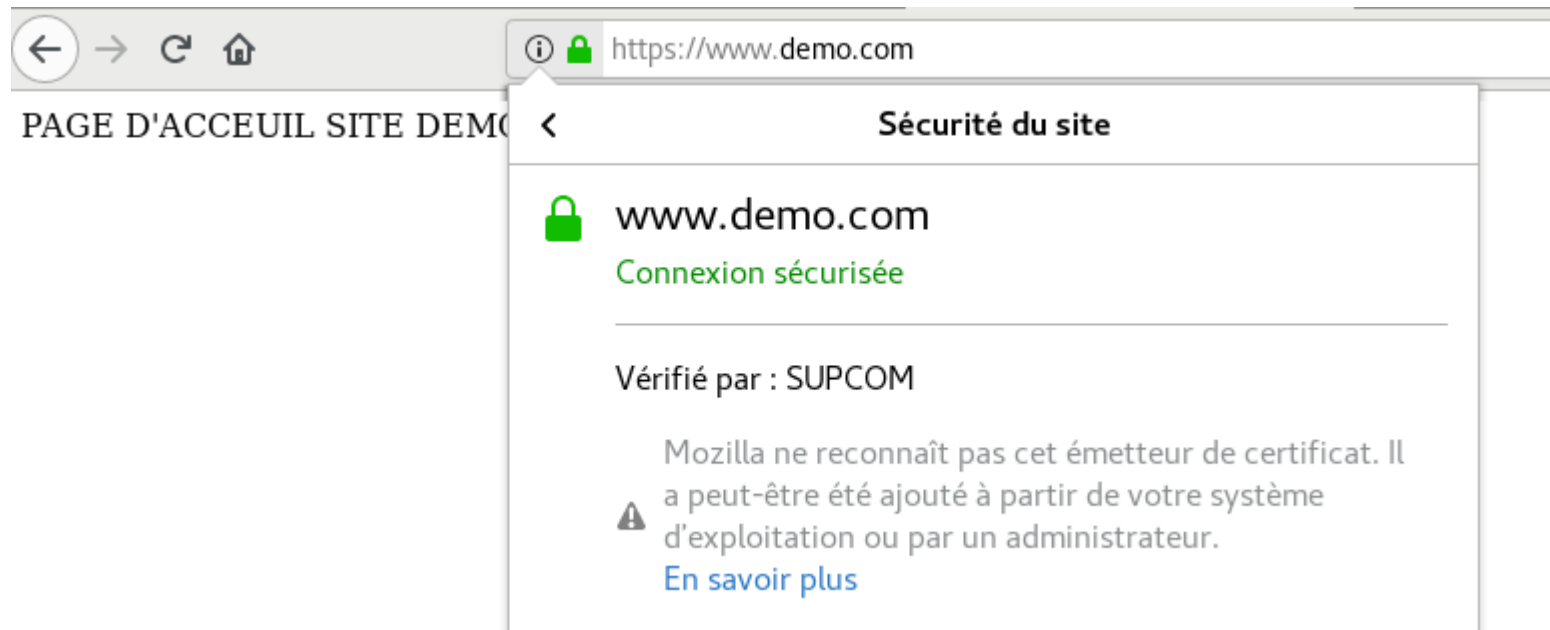 https://www.demo.com
PAGE D'ACCEUIL SITE DEMO
Sécurité du site
www.demo.com
Connexion sécurisée
Vérifié par : SUPCOM
Mozilla ne reconnaît pas cet émetteur de certificat. Il
a peut-être été ajouté à partir de votre système
d'exploitation ou par un administrateur.
En savoir plus